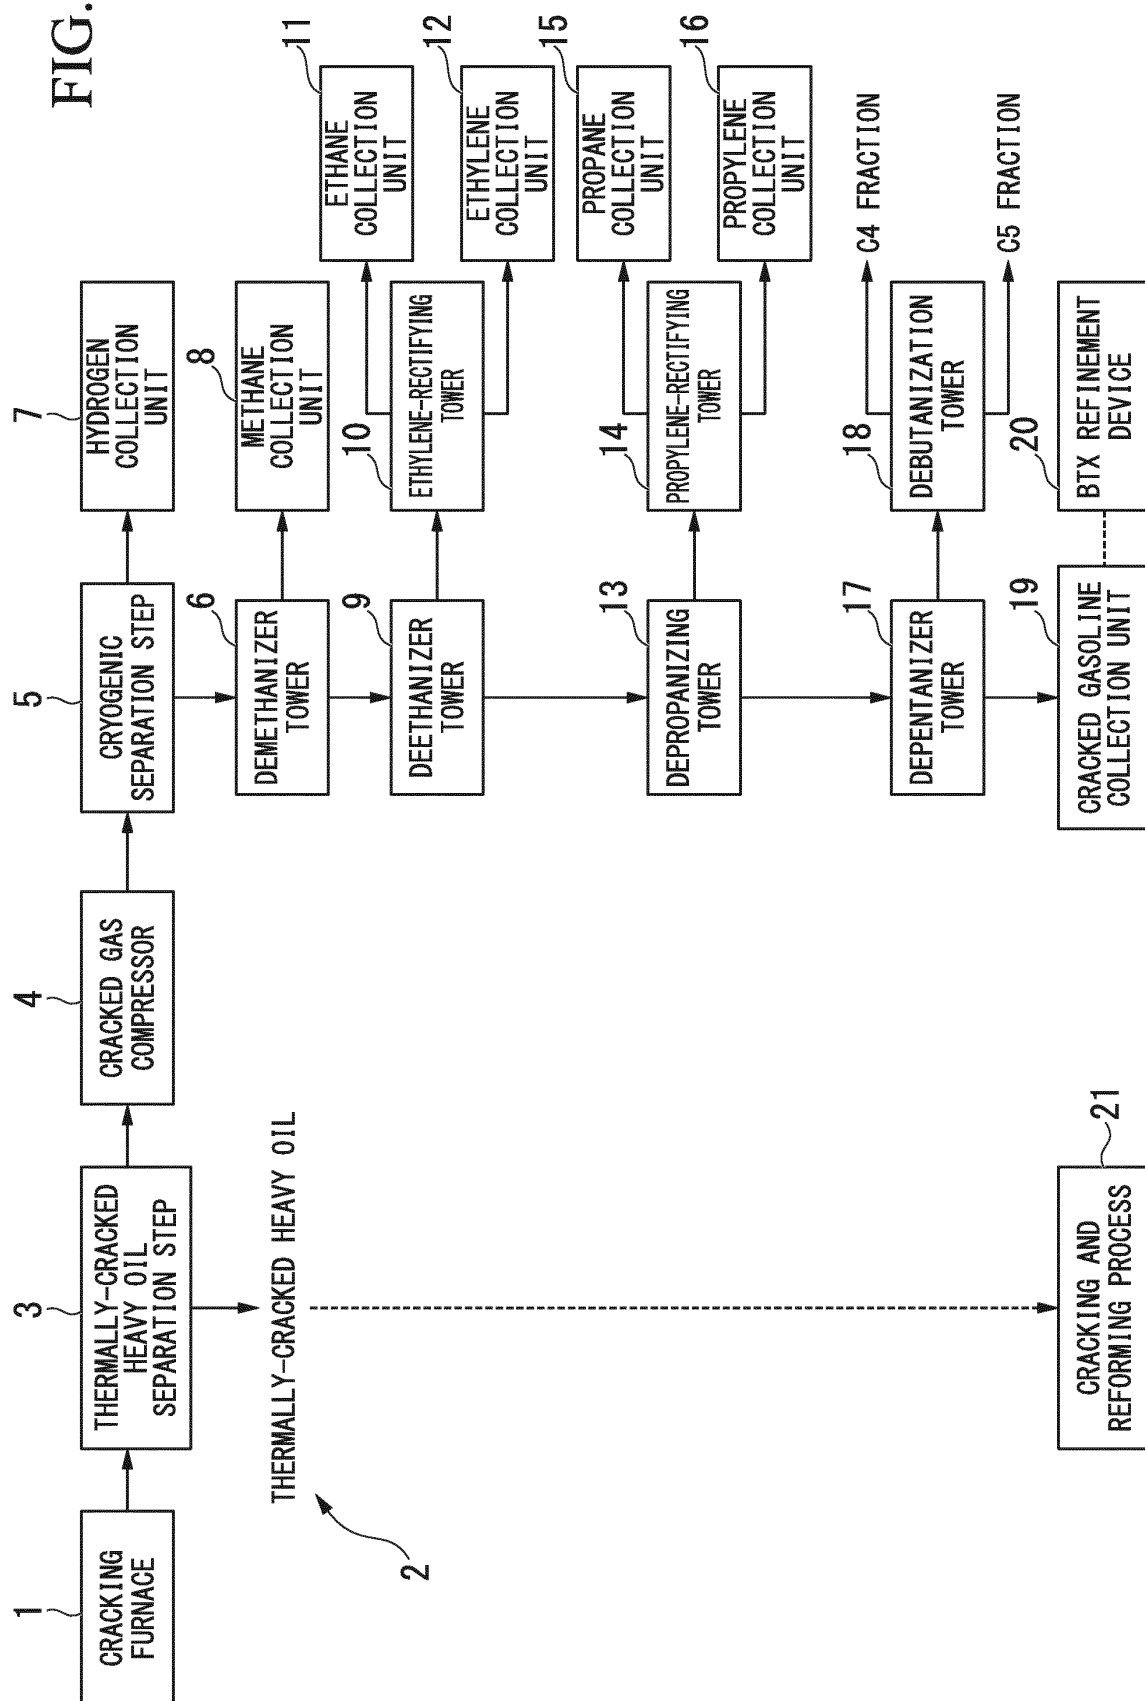 FIG.
1
CRACKING
FURNACE
3
THERMALLY-CRACKED
HEAVY OIL
SEPARATION STEP
4
CRACKED GAS
COMPRESSOR
5
CRYOGENIC
SEPARATION STEP
7
HYDROGEN
COLLECTION
UNIT
2
THERMALLY-CRACKED HEAVY OIL
6
DEMETHANIZER
TOWER
8
METHANE
COLLECTION
UNIT
9
DEETHANIZER
TOWER
10
ETHYLENE-RECTIFYING
TOWER
11
ETHANE
COLLECTION
UNIT
12
ETHYLENE
COLLECTION
UNIT
13
DEPROPANIZING
TOWER
14
PROPYLENE-RECTIFYING
TOWER
15
PROPANE
COLLECTION
UNIT
16
PROPYLENE
COLLECTION
UNIT
17
DEPENTANIZER
TOWER
18
DEBUTANIZATION
TOWER
C4 FRACTION
C5 FRACTION
19
CRACKED GASOLINE
COLLECTION UNIT
20
BTX REFINEMENT
DEVICE
21
CRACKING AND
REFORMING PROCESS